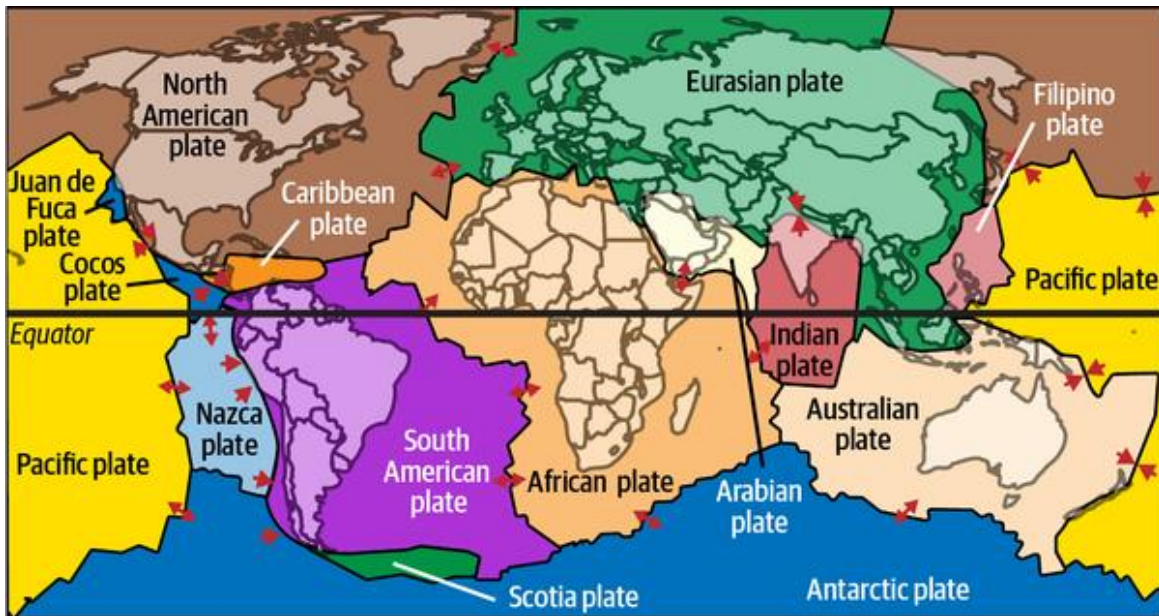 North
American
plate
Eurasian plate
Filipino
plate
Juan de
Fuca
plate
Caribbean
plate
Cocos
plate
Pacific plate
Equator
Indian
plate
Nazca
plate
Australian
plate
South
American
plate
Pacific plate
African plate
Arabian
plate
Scotia plate
Antarctic plate